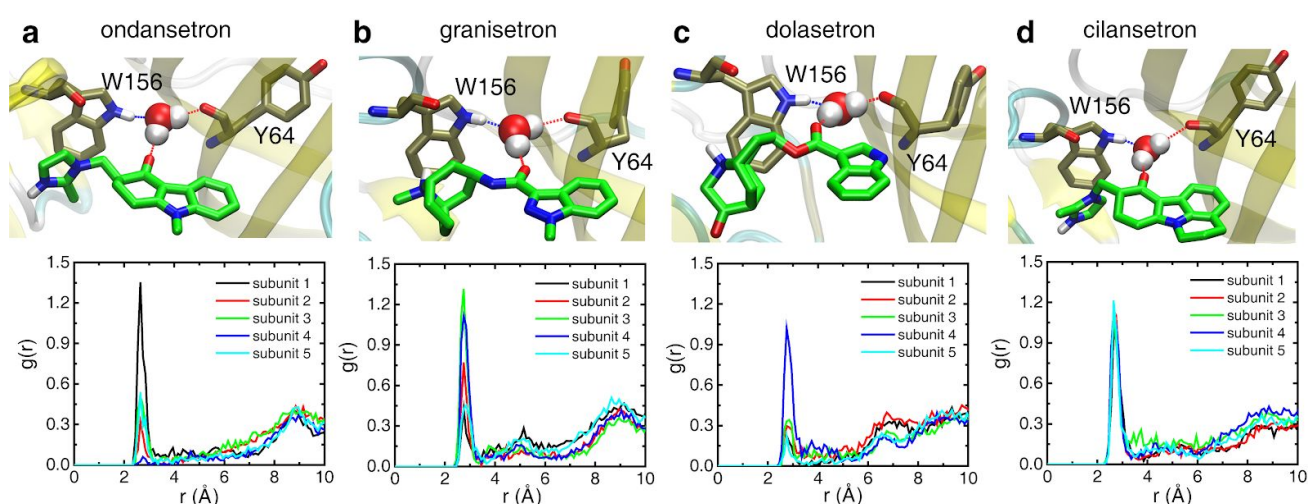 a ondansetron
W156
Y64
b granisetron
W156
Y64
c dolasetron
W156
Y64
d cilansetron
W156
Y64
1.5
1.2
0.9
0.6
0.3
0.0
g(r)
subunit 1
subunit 2
subunit 3
subunit 4
subunit 5
0 2 4 6 8 10
r (Å)
1.5
1.2
0.9
0.6
0.3
0.0
g(r)
subunit 1
subunit 2
subunit 3
subunit 4
subunit 5
0 2 4 6 8 10
r (Å)
1.5
1.2
0.9
0.6
0.3
0.0
g(r)
subunit 1
subunit 2
subunit 3
subunit 4
subunit 5
0 2 4 6 8 10
r (Å)
1.5
1.2
0.9
0.6
0.3
0.0
g(r)
subunit 1
subunit 2
subunit 3
subunit 4
subunit 5
0 2 4 6 8 10
r (Å)